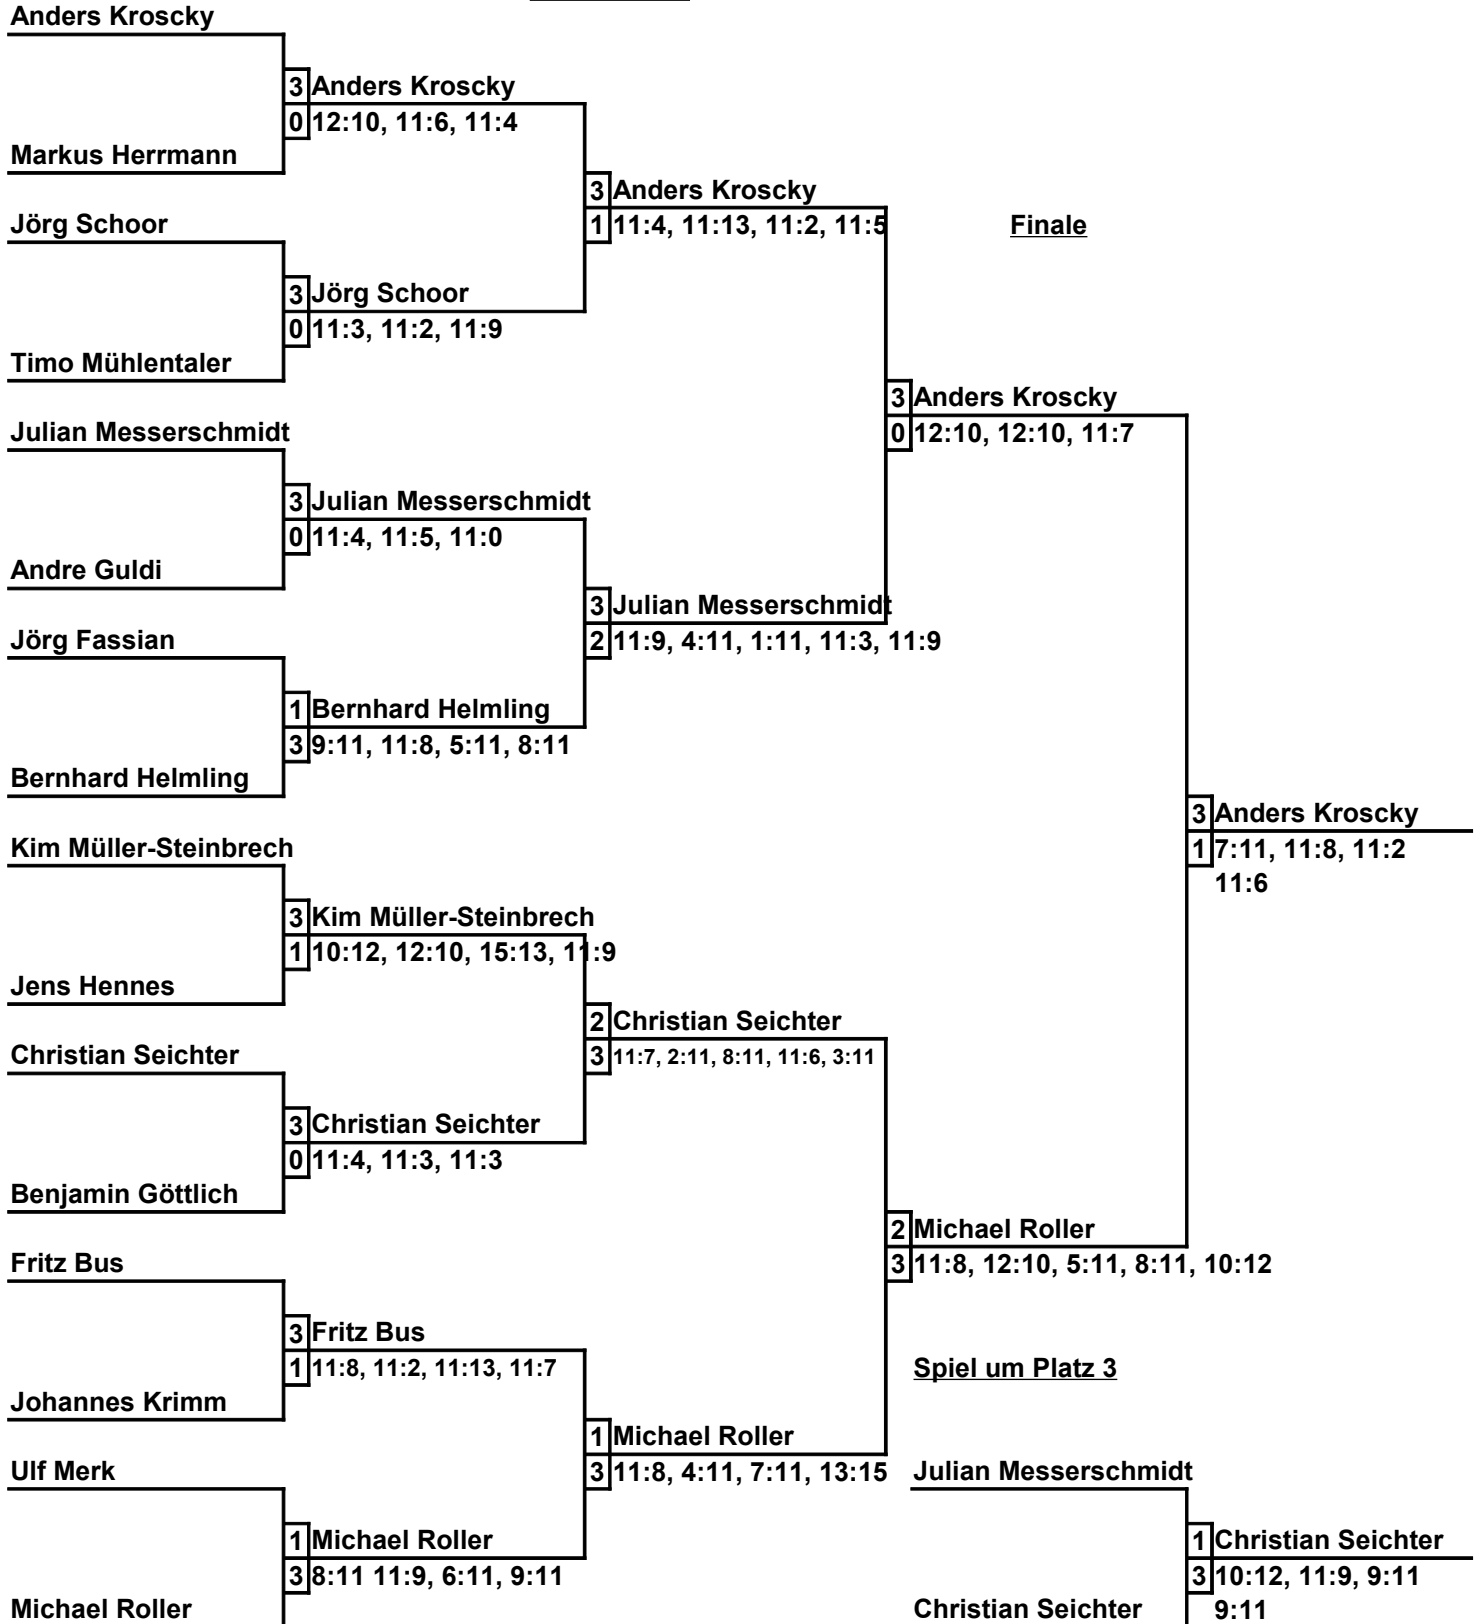 Anders Kroscky
3 Anders Kroscky
0 12:10, 11:6, 11:4
Markus Herrmann
3 Anders Kroscky
Jörg Schoor
1 11:4, 11:13, 11:2, 11:5
Finale
3 Jörg Schoor
0 11:3, 11:2, 11:9
Timo Mühlentaler
3 Anders Kroscky
Julian Messerschmidt
0 12:10, 12:10, 11:7
3 Julian Messerschmidt
0 11:4, 11:5, 11:0
Andre Guldi
3 Julian Messerschmidt
Jörg Fassian
2 11:9, 4:11, 1:11, 11:3, 11:9
1 Bernhard Helmling
3 9:11, 11:8, 5:11, 8:11
Bernhard Helmling
3 Anders Kroscky
Kim Müller-Steinbrech
1 7:11, 11:8, 11:2
11:6
3 Kim Müller-Steinbrech
1 10:12, 12:10, 15:13, 11:9
Jens Hennes
2 Christian Seichter
Christian Seichter
3 11:7, 2:11, 8:11, 11:6, 3:11
3 Christian Seichter
0 11:4, 11:3, 11:3
Benjamin Göttlich
2 Michael Roller
Fritz Bus
3 11:8, 12:10, 5:11, 8:11, 10:12
3 Fritz Bus
1 11:8, 11:2, 11:13, 11:7
Spiel um Platz 3
Johannes Krimm
1 Michael Roller
Ulf Merk
3 11:8, 4:11, 7:11, 13:15
Julian Messerschmidt
1 Michael Roller
1 Christian Seichter
3 8:11 11:9, 6:11, 9:11
3 10:12, 11:9, 9:11
Michael Roller
Christian Seichter
9:11